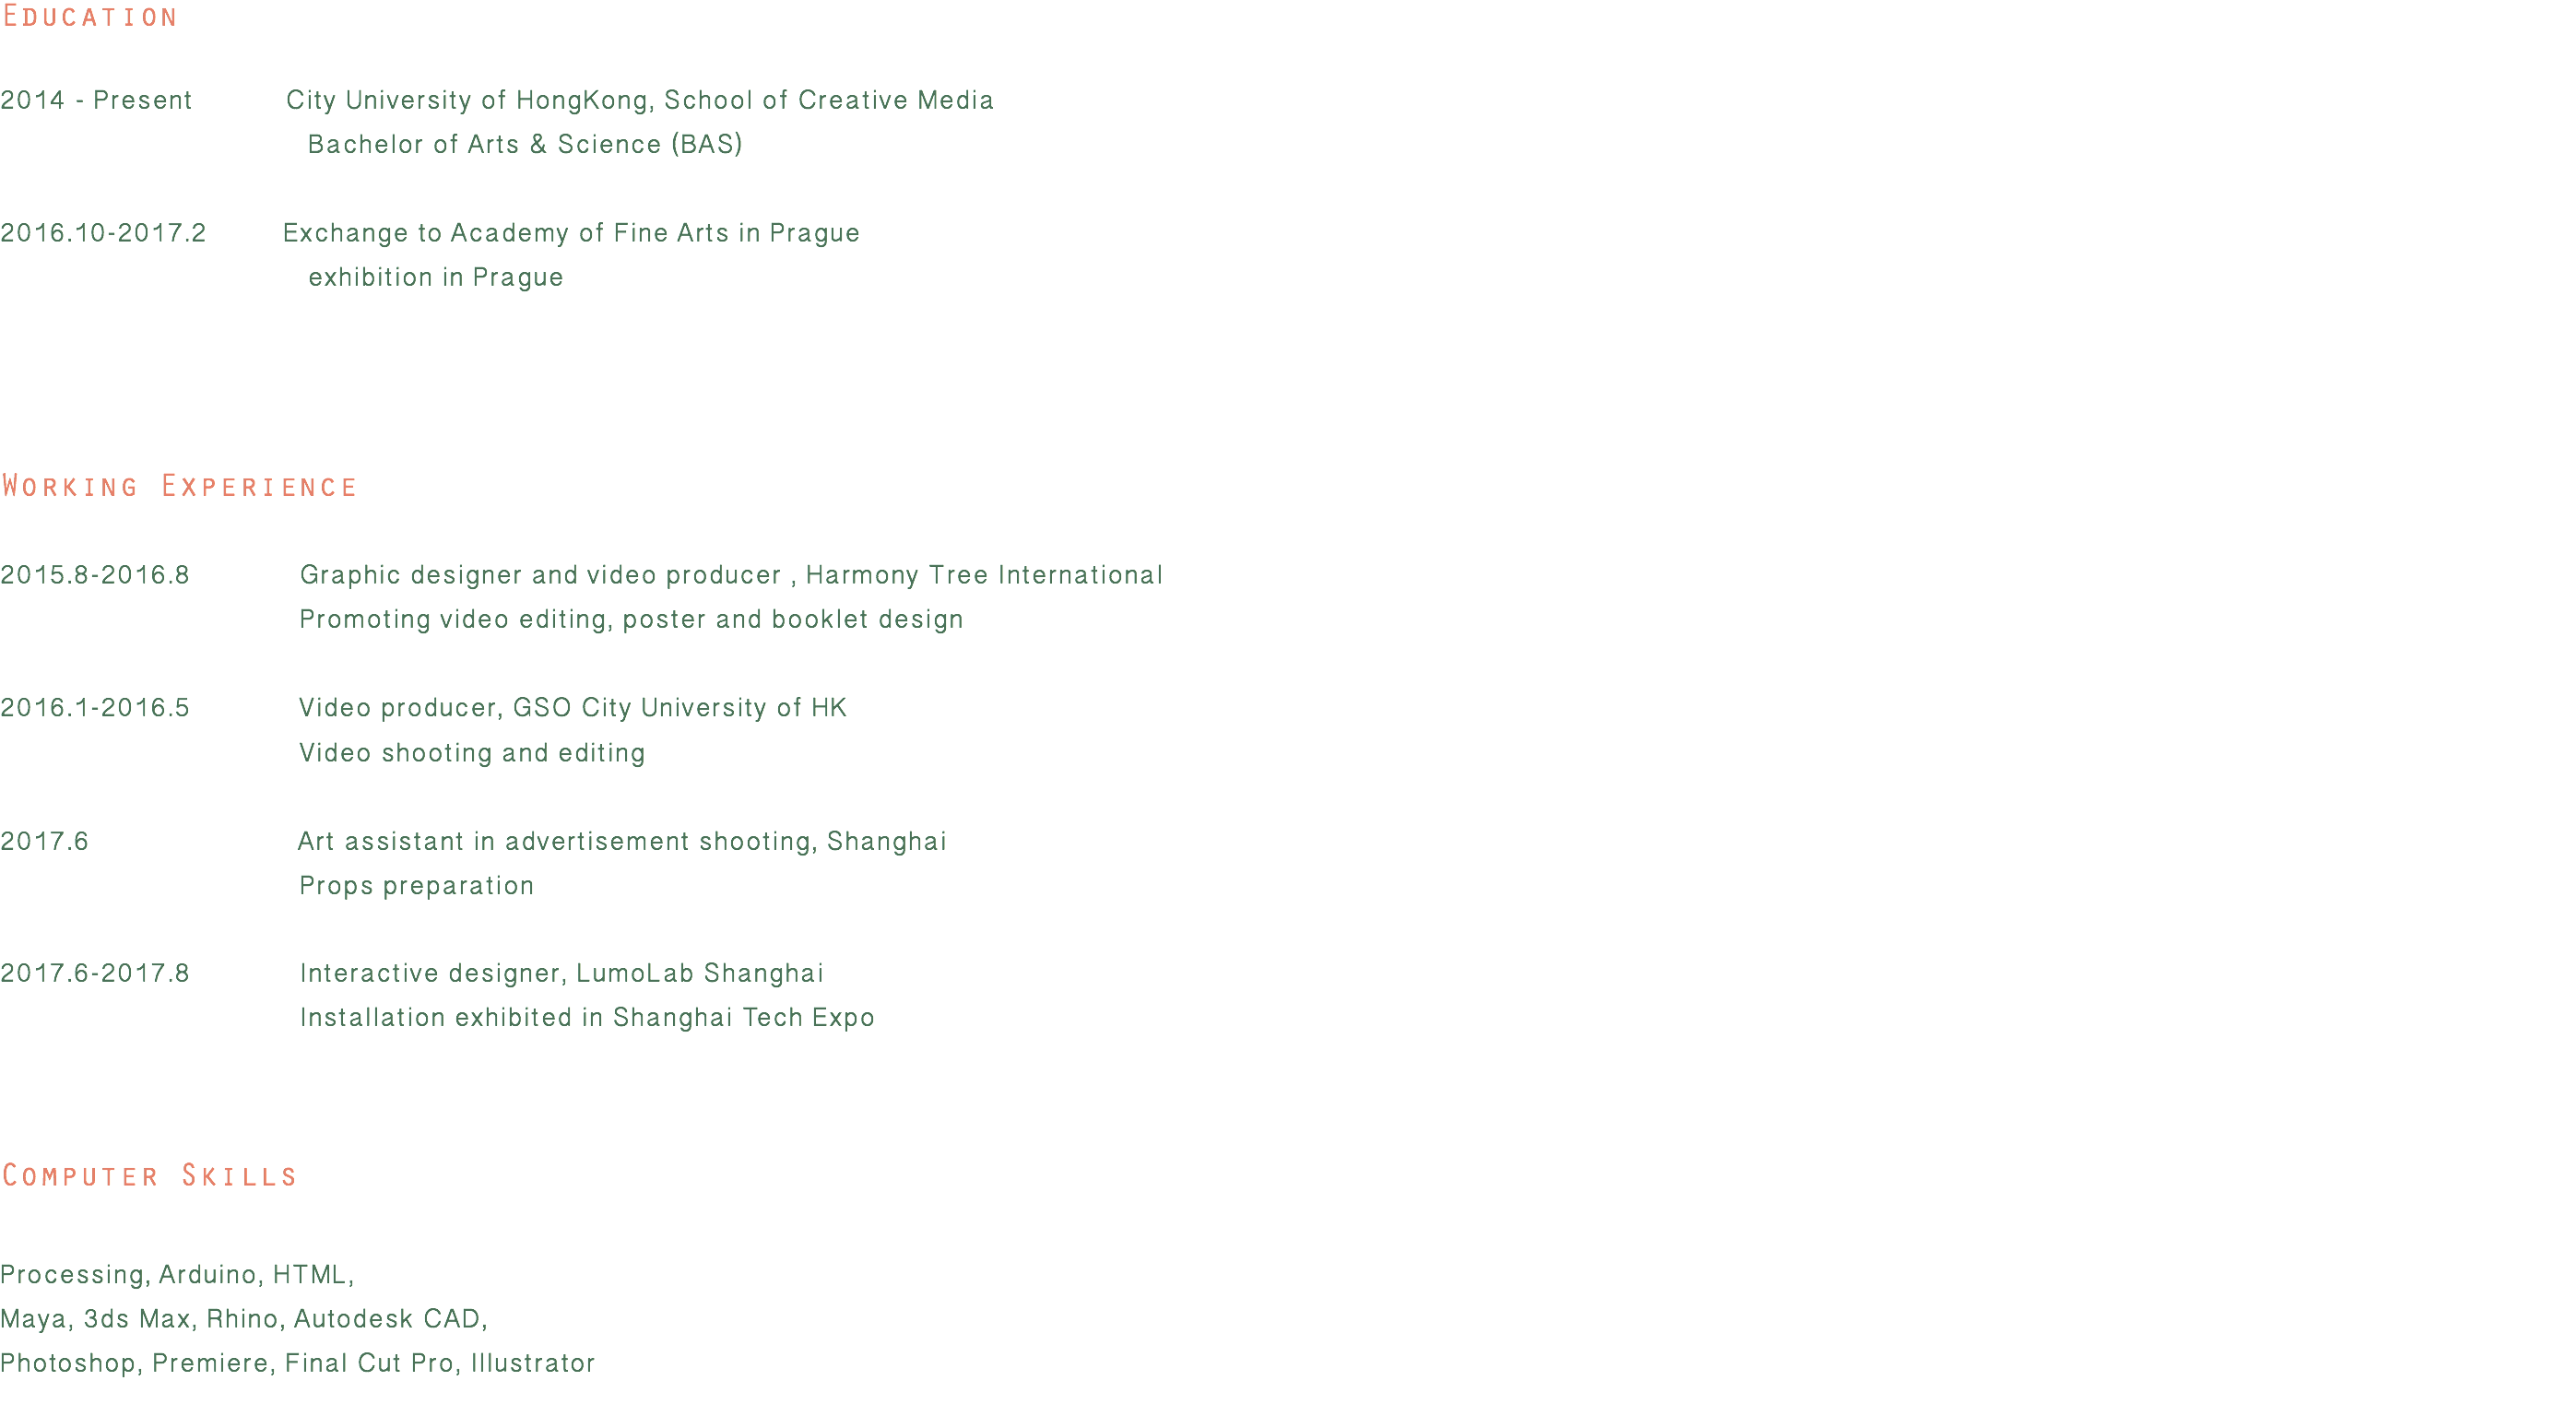 Education
2014 - Present City University of HongKong, School of Creative Media
Bachelor of Arts & Science (BAS)
2016.10-2017.2 Exchange to Academy of Fine Arts in Prague
exhibition in Prague
Working Experience
2015.8-2016.8 Graphic designer and video producer , Harmony Tree International
Promoting video editing, poster and booklet design
2016.1-2016.5 Video producer, GSO City University of HK
Video shooting and editing
2017.6 Art assistant in advertisement shooting, Shanghai
Props preparation
2017.6-2017.8 Interactive designer, LumoLab Shanghai
Installation exhibited in Shanghai Tech Expo
Computer Skills
Processing, Arduino, HTML,
Maya, 3ds Max, Rhino, Autodesk CAD,
Photoshop, Premiere, Final Cut Pro, Illustrator